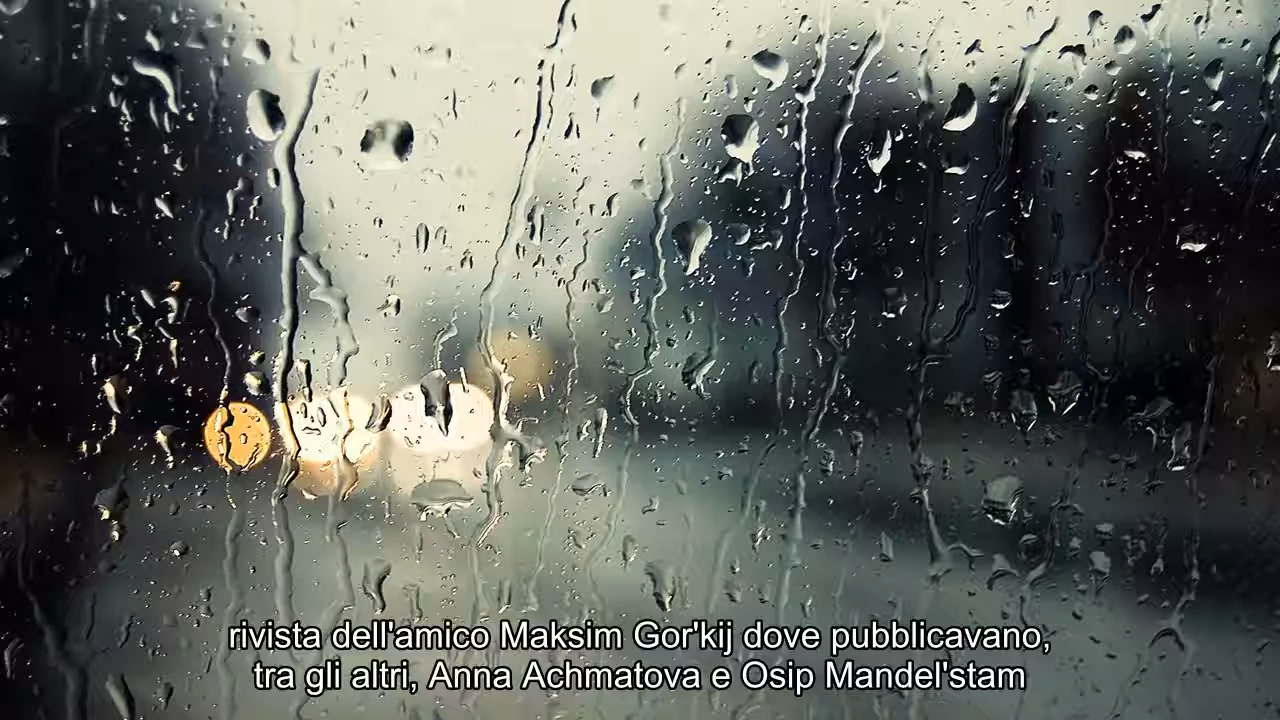 rivista dell'amico Maksim Gor'kij dove pubblicavano,
tra gli altri, Anna Achmatova e Osip Mandel'stam